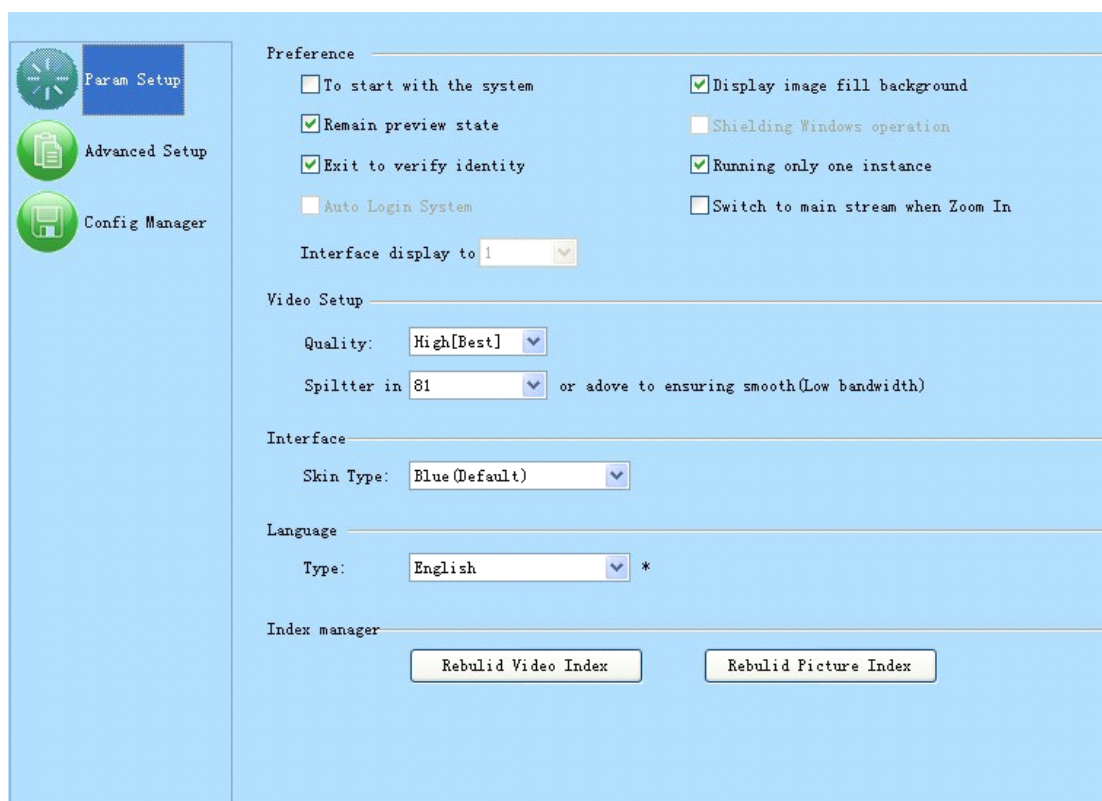 Param Setup
Advanced Setup
Config Manager
Preference
To start with the system
Display image fill background
Remain preview state
Shielding Windows operation
Exit to verify identity
Running only one instance
Auto Login System
Switch to main stream when Zoom In
Interface display to 1
Video Setup
Quality: High[Best]
Spiltter in 81 or adove to ensuring smooth(Low bandwidth)
Interface
Skin Type: Blue(Default)
Language
Type: English *
Index manager
Rebulid Video Index
Rebulid Picture Index